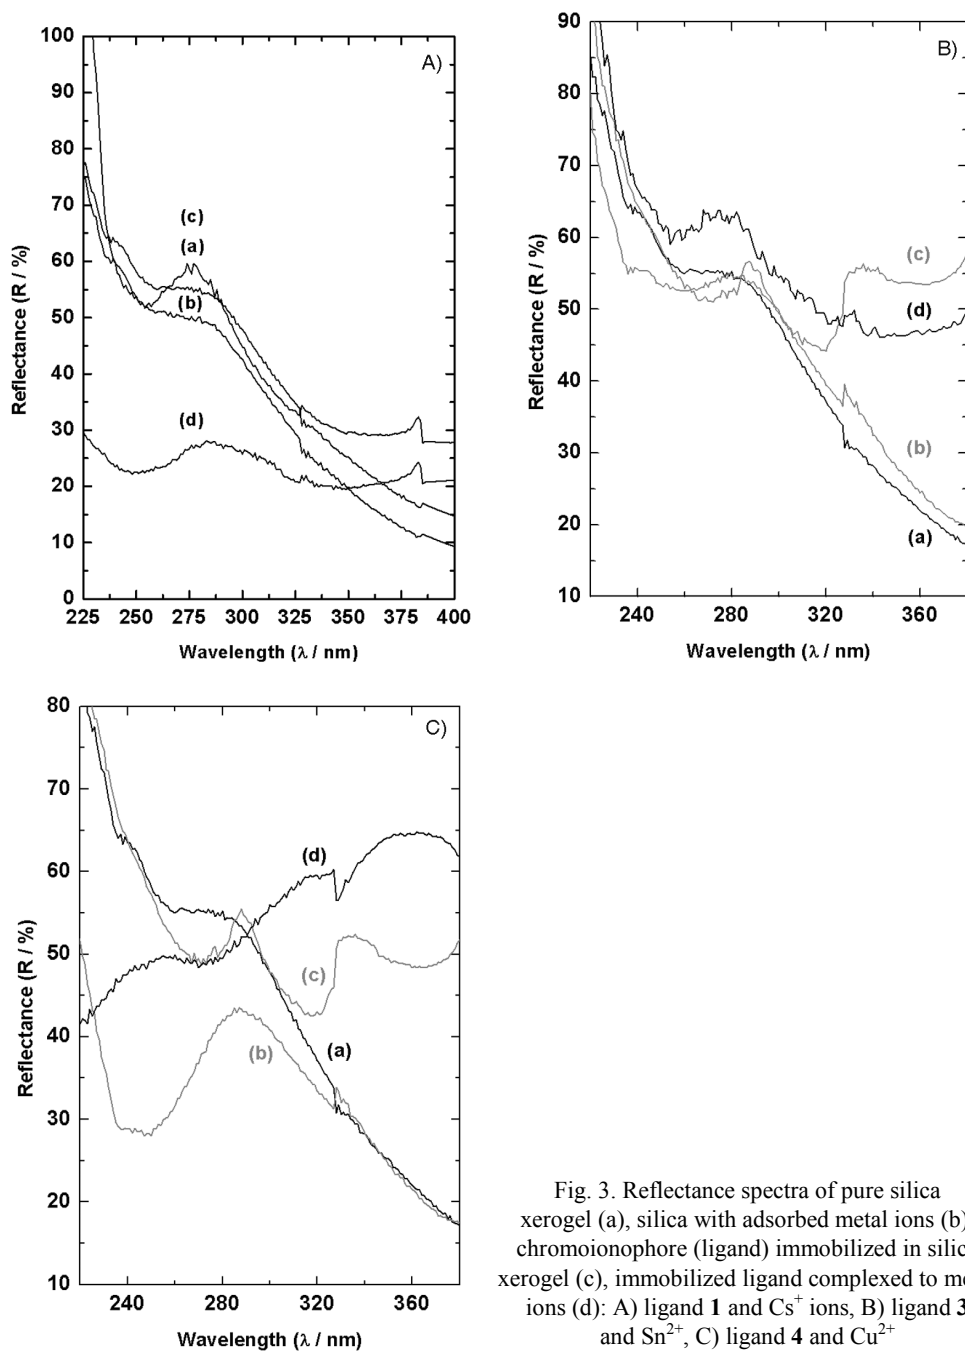 A)
100
90
80
70
60
50
40
30
20
10
0
Reflectance (R / %)
(c)
(a)
(b)
(d)
225 250 275 300 325 350 375 400
Wavelength (λ / nm)
B)
90
80
70
60
50
40
30
20
10
Reflectance (R / %)
(c)
(d)
(b)
(a)
240 280 320 360
Wavelength (λ / nm)
C)
80
70
60
50
40
30
20
10
Reflectance (R / %)
(d)
(c)
(a)
(b)
240 280 320 360
Wavelength (λ / nm)
Fig. 3. Reflectance spectra of pure silica
xerogel (a), silica with adsorbed metal ions (b)
chromoionophore (ligand) immobilized in
xerogel (c), immobilized ligand complexed to
ions (d): A) ligand 1 and Cs⁺ ions, B) ligand 3
and Sn²⁺, C) ligand 4 and Cu²⁺